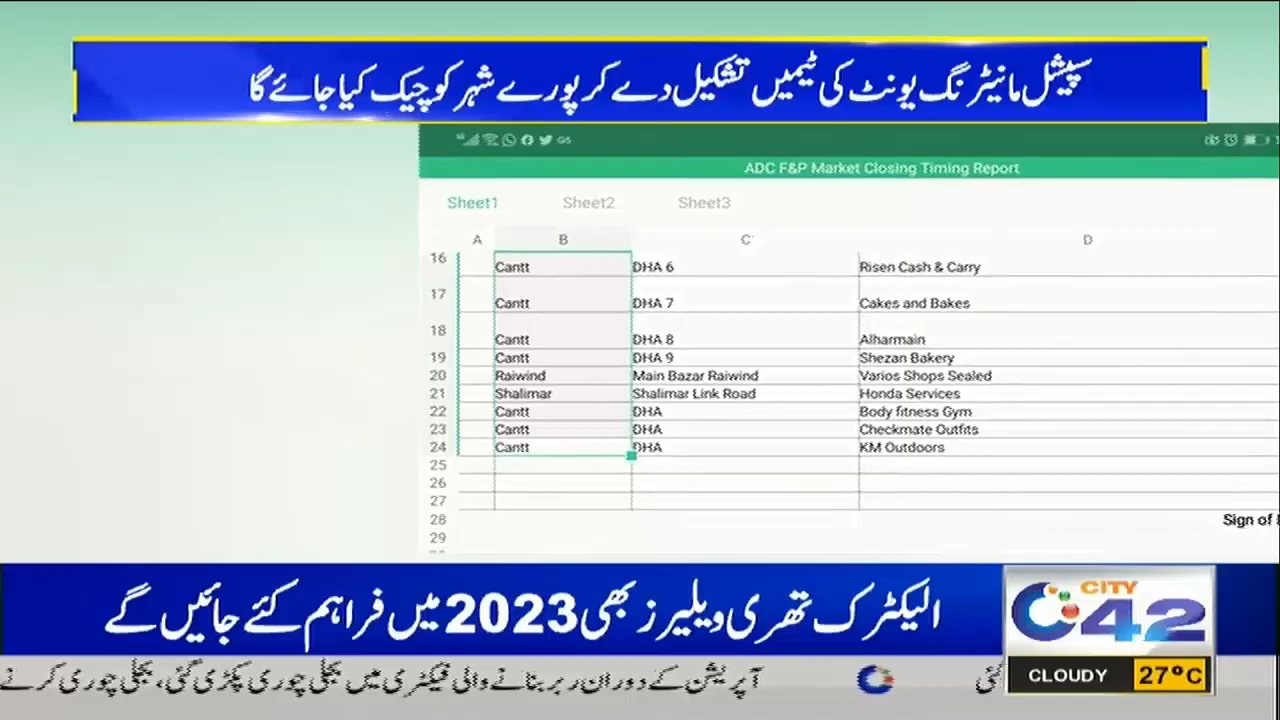 سپیشل مانیٹرنگ یونٹ کی ٹیمیں تشکیل دے کر پورے شہر کو چیک کیا جائے گا
ADC F&P Market Closing Timing Report
Sheet1 Sheet2 Sheet3
A B C D
16 Cantt DHA 6 Risen Cash & Carry
17 Cantt DHA 7 Cakes and Bakes
18 Cantt DHA 8 Alharmain
19 Cantt DHA 9 Shezan Bakery
20 Raiwind Main Bazar Raiwind Varios Shops Sealed
21 Shalimar Shalimar Link Road Honda Services
22 Cantt DHA Body fitness Gym
23 Cantt DHA Checkmate Outfits
24 Cantt DHA KM Outdoors
25
26
27
28 Sign of
29
الیکٹرک تھری ویلیرز بھی 2023 میں فراہم کئے جائیں گے
CITY
42
گئی
آپریشن کے دوران ربر بنانے والی فیکٹری میں بجلی چوری پکڑی گئی، بجلی چوری کرنے
CLOUDY 27°C